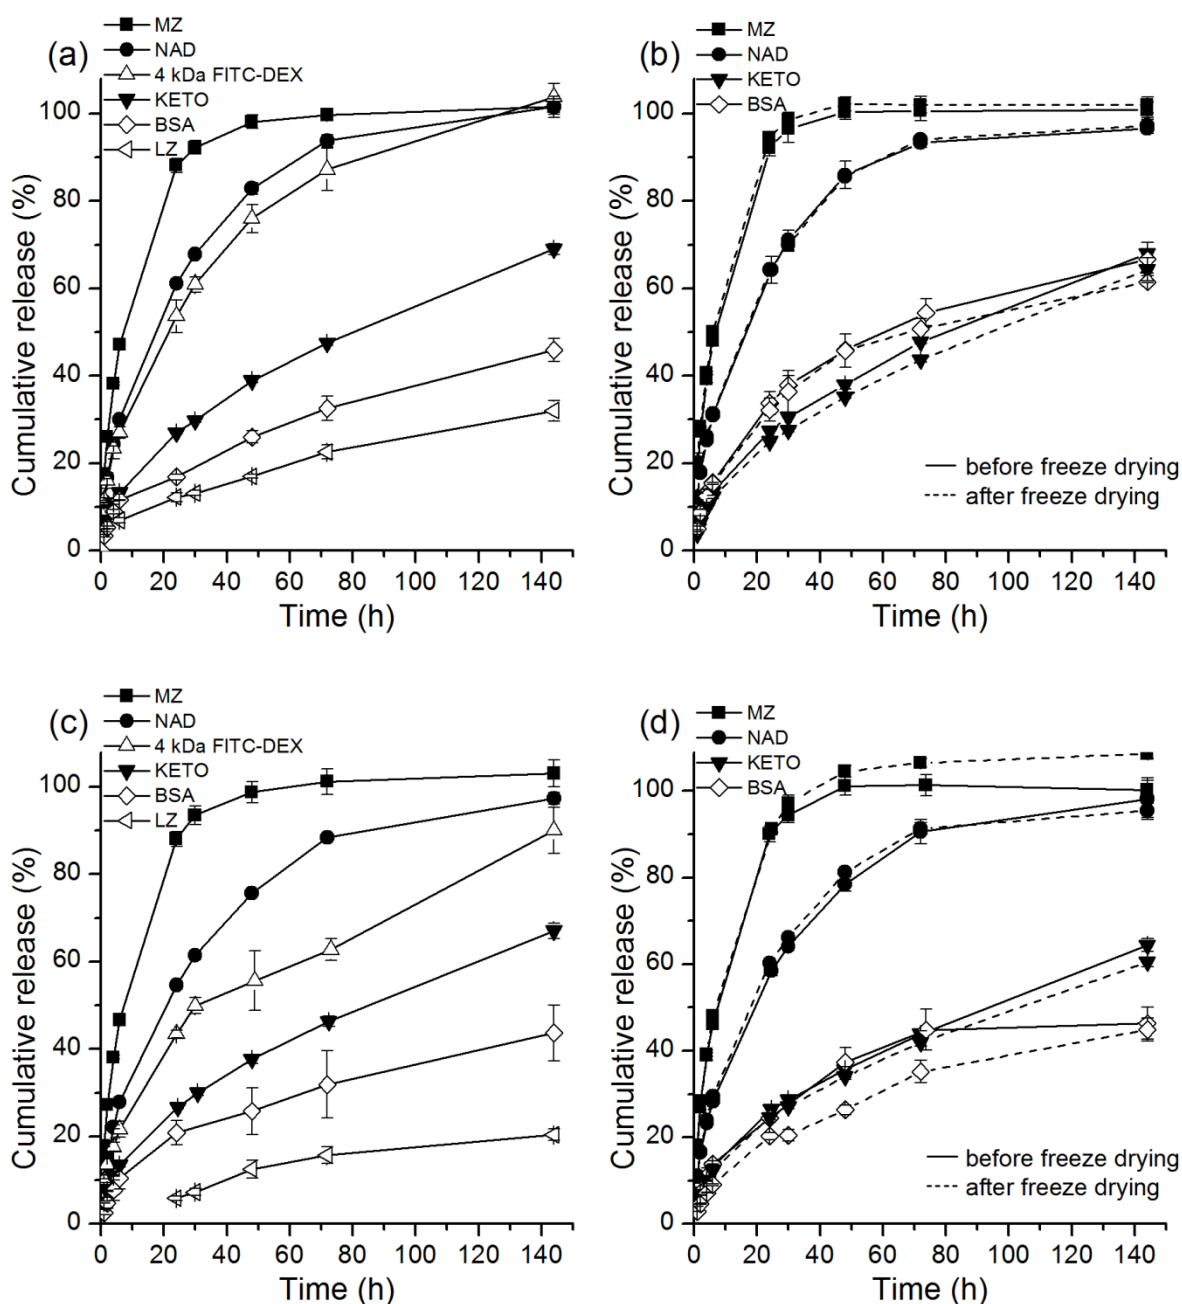 (a)
MZ
NAD
4 kDa FITC-DEX
KETO
BSA
LZ
Cumulative release (%)
100
80
60
40
20
0
0 20 40 60 80 100 120 140
Time (h)
(b)
MZ
NAD
KETO
BSA
Cumulative release (%)
100
80
60
40
20
0
before freeze drying
after freeze drying
0 20 40 60 80 100 120 140
Time (h)
(c)
MZ
NAD
4 kDa FITC-DEX
KETO
BSA
LZ
Cumulative release (%)
100
80
60
40
20
0
0 20 40 60 80 100 120 140
Time (h)
(d)
MZ
NAD
KETO
BSA
Cumulative release (%)
100
80
60
40
20
0
before freeze drying
after freeze drying
0 20 40 60 80 100 120 140
Time (h)